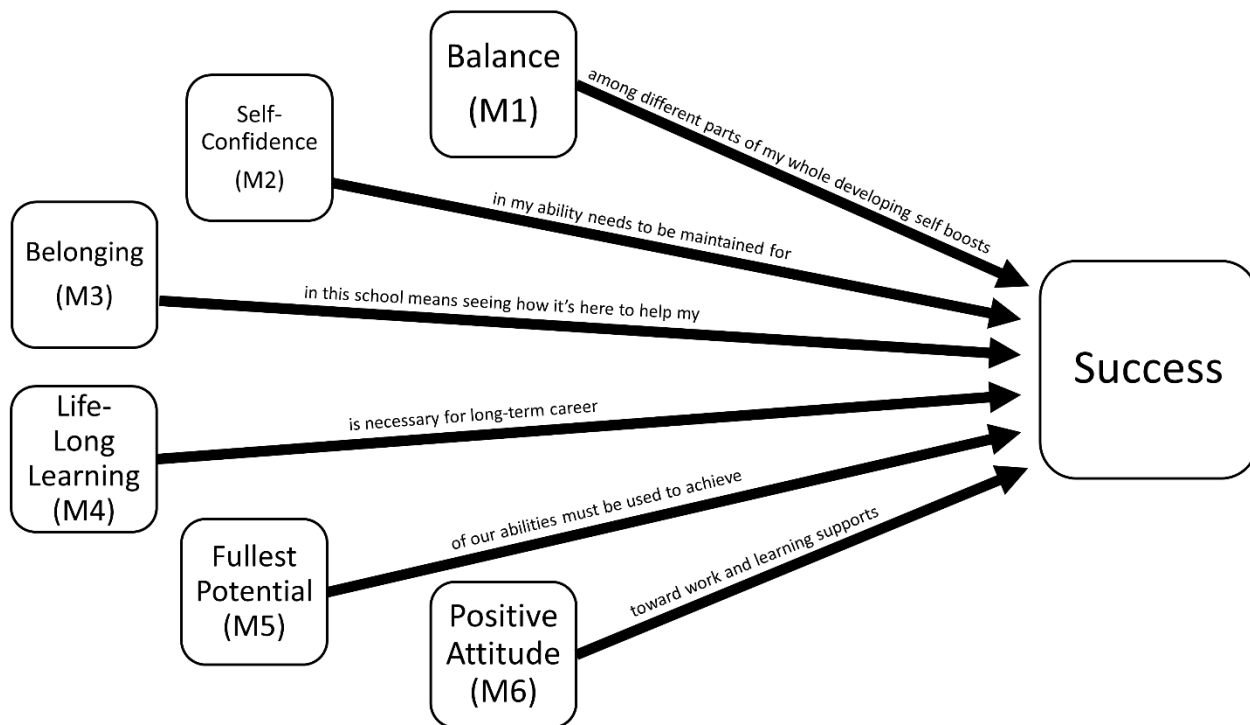 Balance
(M1)
among different parts of my whole developing self boosts
Self-
Confidence
(M2)
in my ability needs to be maintained for
Belonging
(M3)
in this school means seeing how it’s here to help my
Success
Life-
Long
Learning
(M4)
is necessary for long-term career
Fullest
Potential
(M5)
of our abilities must be used to achieve
Positive
Attitude
(M6)
toward work and learning supports